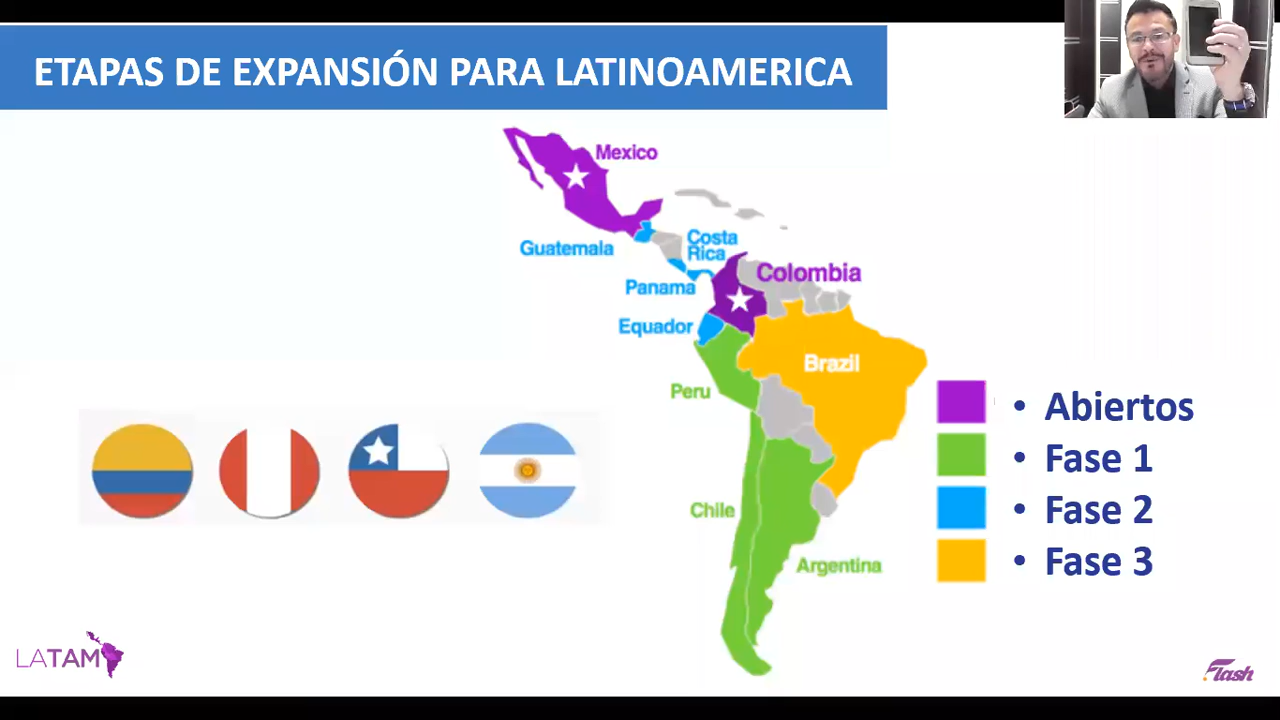 ETAPAS DE EXPANSIÓN PARA LATINOAMERICA
Mexico
Guatemala
Costa
Rica
Panama
Colombia
Equador
Brazil
Peru
Chile
Argentina
• Abiertos
• Fase 1
• Fase 2
• Fase 3
LATAM
Flash